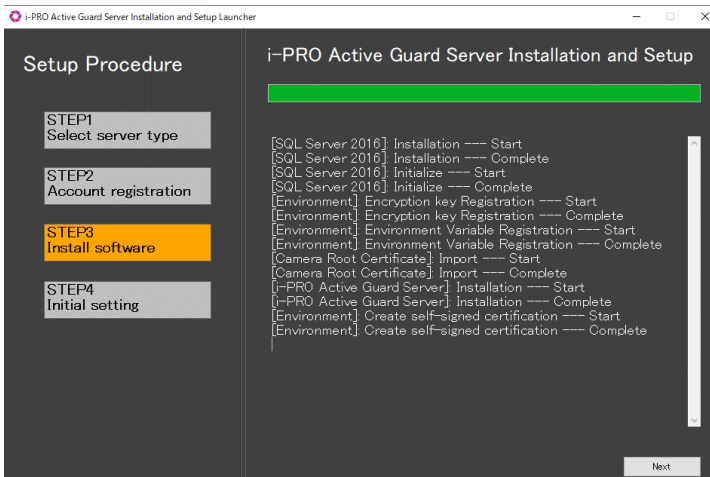 i-PRO Active Guard Server Installation and Setup Launcher
Setup Procedure
STEP1
Select server type
STEP2
Account registration
STEP3
Install software
STEP4
Initial setting
i-PRO Active Guard Server Installation and Setup
[SQL Server 2016]: Installation --- Start
[SQL Server 2016]: Installation --- Complete
[SQL Server 2016]: Initialize --- Start
[SQL Server 2016]: Initialize --- Complete
[Environment]: Encryption key Registration --- Start
[Environment]: Encryption key Registration --- Complete
[Environment]: Environment Variable Registration --- Start
[Environment]: Environment Variable Registration --- Complete
[Camera Root Certificate]: Import --- Start
[Camera Root Certificate]: Import --- Complete
[i-PRO Active Guard Server]: Installation --- Start
[i-PRO Active Guard Server]: Installation --- Complete
[Environment]: Create self-signed certification --- Start
[Environment]: Create self-signed certification --- Complete
Next